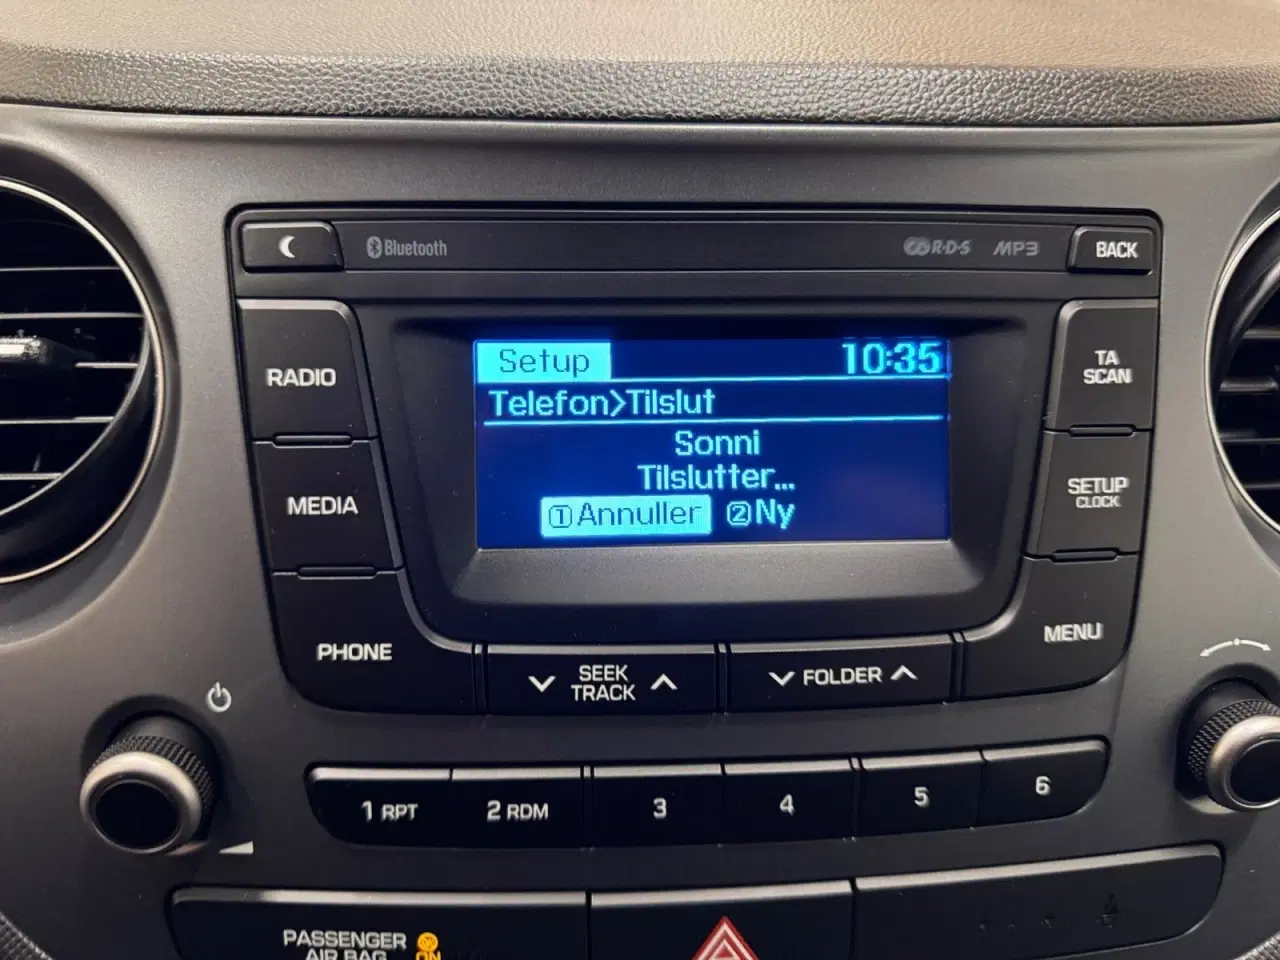 Bluetooth
R·D·S
MP3
BACK
RADIO
Setup
10:35
TA
SCAN
Telefon>Tilslut
Sonni
Tilslutter...
①Annuller ②Ny
MEDIA
SETUP
CLOCK
PHONE
SEEK
TRACK
FOLDER
MENU
1 RPT
2 RDM
3
4
5
6
PASSENGER
AIR BAG
ON